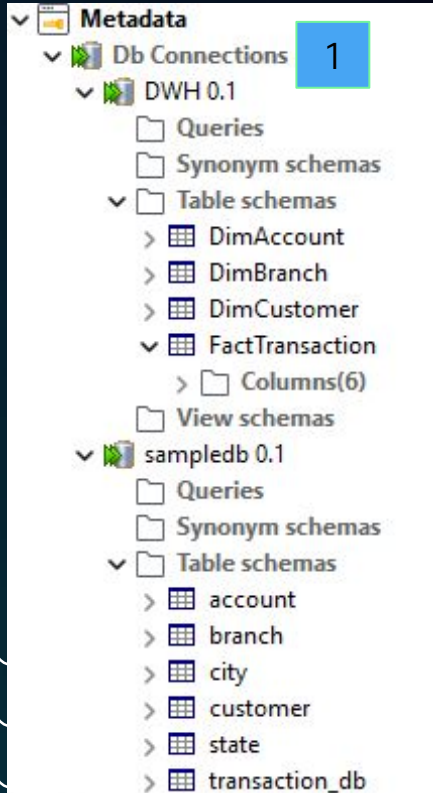 Metadata
Db Connections
1
DWH 0.1
Queries
Synonym schemas
Table schemas
DimAccount
DimBranch
DimCustomer
FactTransaction
Columns(6)
View schemas
sampledb 0.1
Queries
Synonym schemas
Table schemas
account
branch
city
customer
state
transaction_db